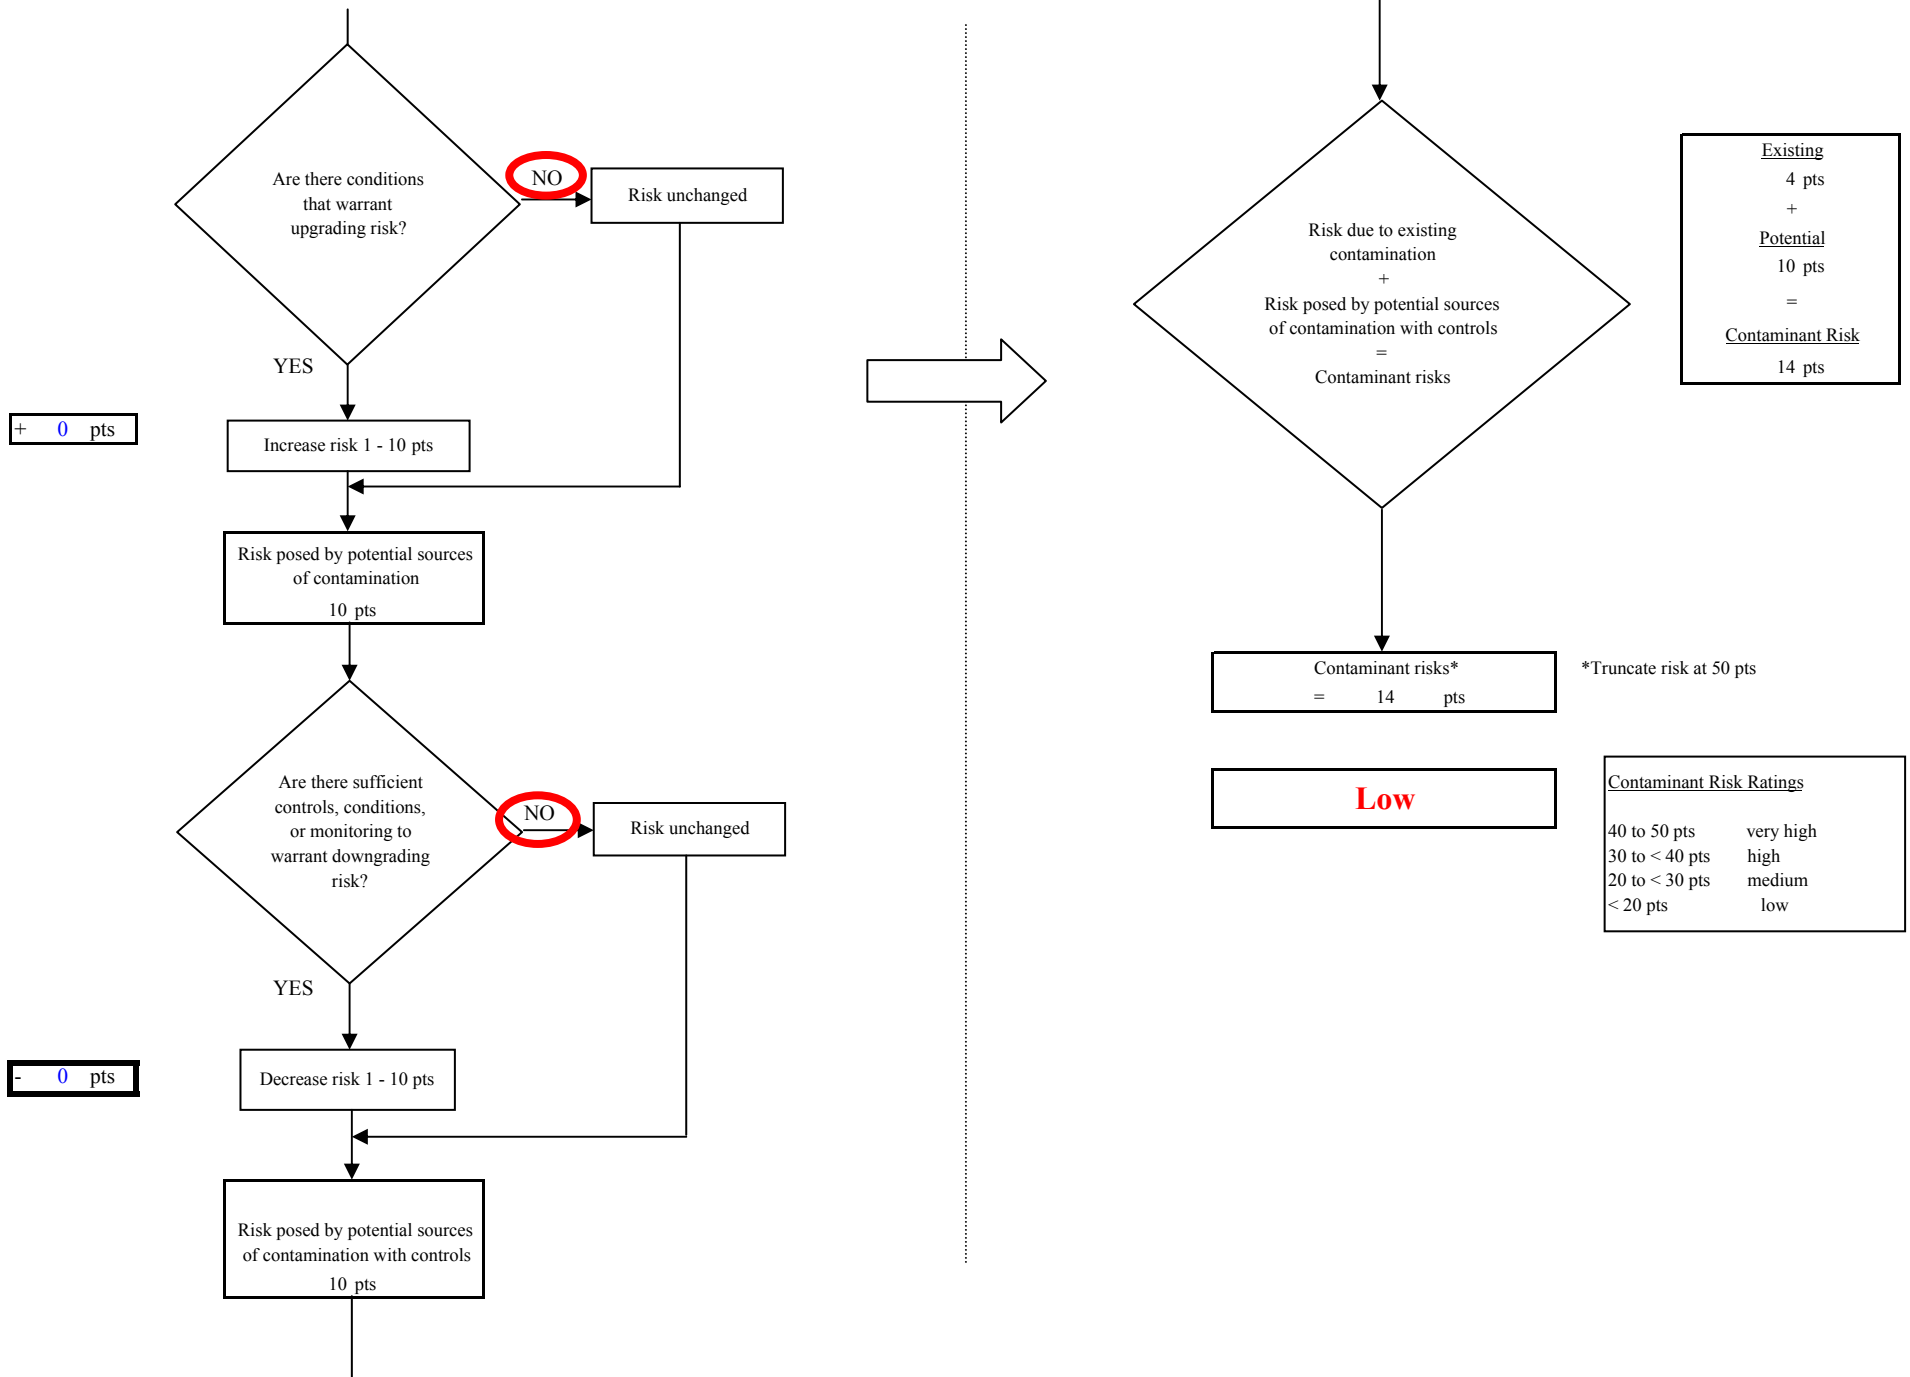 Are there conditions
that warrant
upgrading risk?
NO
Risk unchanged
YES
+ 0 pts
Increase risk 1 - 10 pts
Risk posed by potential sources
of contamination
10 pts
Are there sufficient
controls, conditions,
or monitoring to
warrant downgrading
risk?
NO
Risk unchanged
YES
- 0 pts
Decrease risk 1 - 10 pts
Risk posed by potential sources
of contamination with controls
10 pts
Risk due to existing
contamination
+
Risk posed by potential sources
of contamination with controls
=
Contaminant risks
Existing
4 pts
+
Potential
10 pts
=
Contaminant Risk
14 pts
Contaminant risks*
= 14 pts
*Truncate risk at 50 pts
Low
Contaminant Risk Ratings
40 to 50 pts very high
30 to < 40 pts high
20 to < 30 pts medium
< 20 pts low